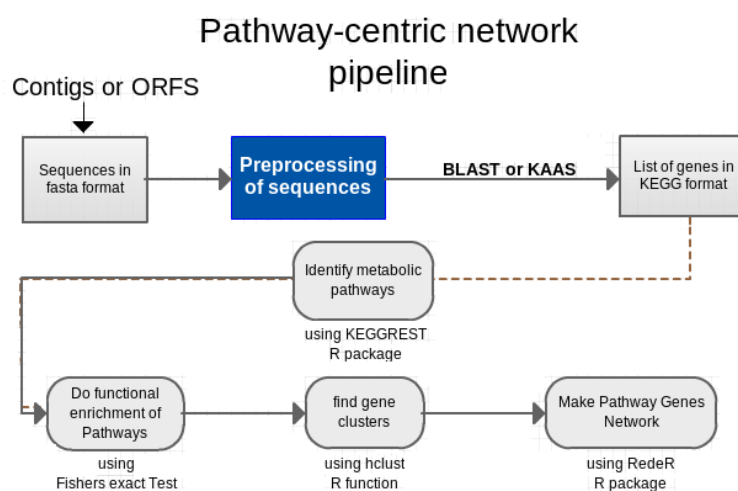 Pathway-centric network
pipeline
Contigs or ORFS
Sequences in
fasta format
Preprocessing
of sequences
BLAST or KAAS
List of genes in
KEGG format
Identify metabolic
pathways
using KEGGREST
R package
Do functional
enrichment of
Pathways
using
Fishers exact Test
find gene
clusters
using hclust
R function
Make Pathway Genes
Network
using RedeR
R package